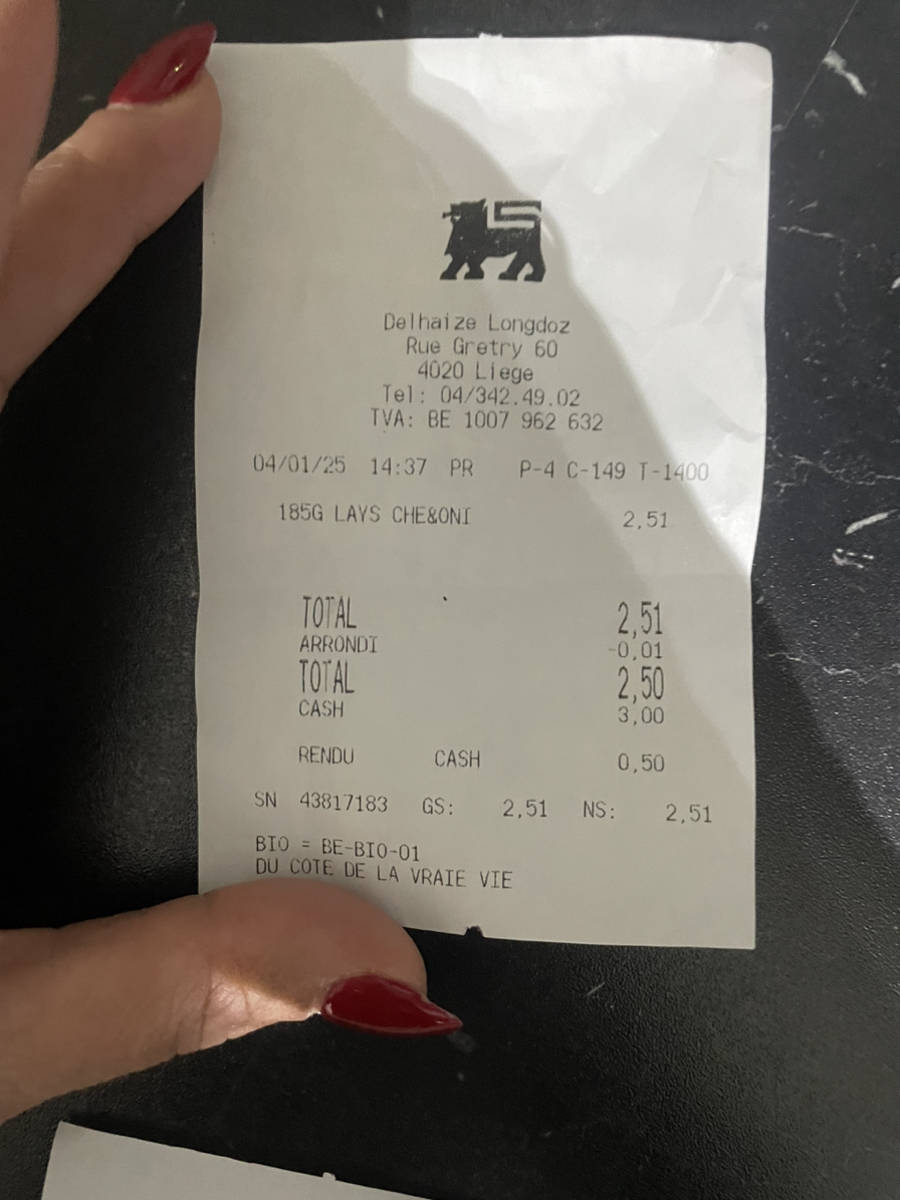 Delhaize Longdoz
Rue Gretry 60
4020 Liege
Tel: 04/342.49.02
TVA: BE 1007 962 632
04/01/25 14:37 PR P-4 C-149 T-1400
185G LAYS CHE&ONI 2,51
TOTAL 2,51
ARRONDI -0,01
TOTAL 2,50
CASH 3,00
RENDU CASH 0,50
SN 43817183 GS: 2,51 NS: 2,51
BIO = BE-BIO-01
DU COTE DE LA VRAIE VIE